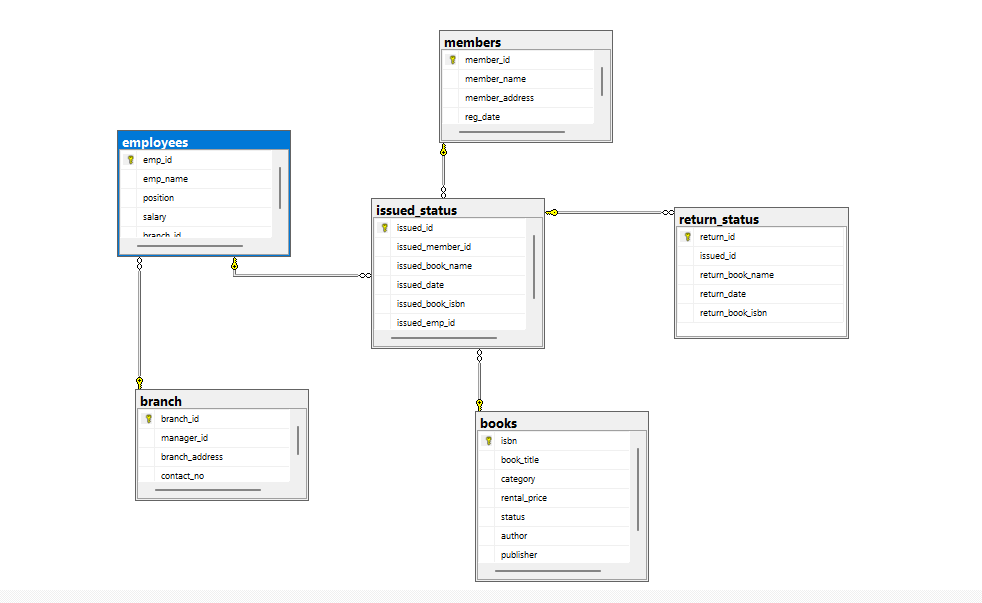 members
member_id
member_name
member_address
reg_date
employees
emp_id
emp_name
position
salary
branch_id
issued_status
issued_id
issued_member_id
issued_book_name
issued_date
issued_book_isbn
issued_emp_id
return_status
return_id
issued_id
return_book_name
return_date
return_book_isbn
branch
branch_id
manager_id
branch_address
contact_no
books
isbn
book_title
category
rental_price
status
author
publisher